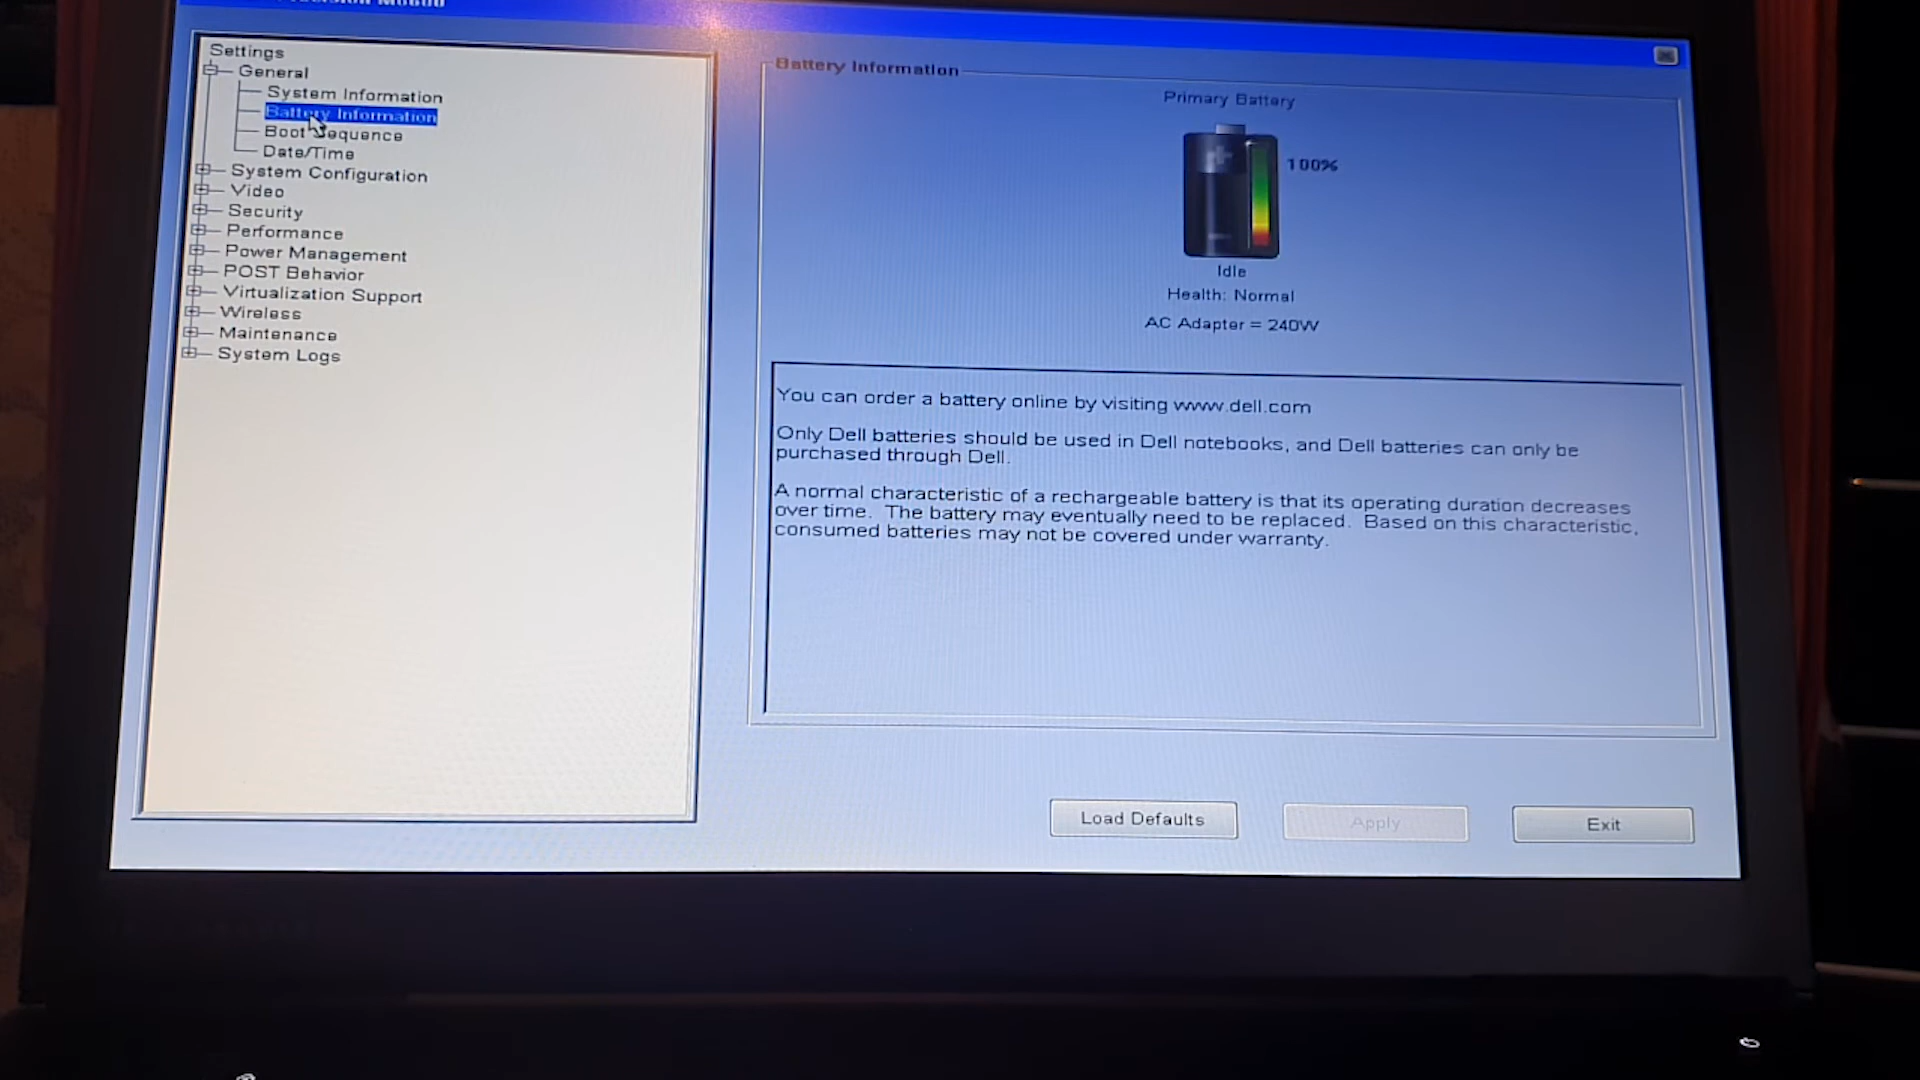 Settings
General
System Information
Battery Information
Boot Sequence
Date/Time
System Configuration
Video
Security
Performance
Power Management
POST Behavior
Virtualization Support
Wireless
Maintenance
System Logs
Battery Information
Primary Battery
100%
Idle
Health: Normal
AC Adapter = 240W
You can order a battery online by visiting www.dell.com
Only Dell batteries should be used in Dell notebooks, and Dell batteries can only be
purchased through Dell.
A normal characteristic of a rechargeable battery is that its operating duration decreases
over time. The battery may eventually need to be replaced. Based on this characteristic,
consumed batteries may not be covered under warranty.
Load Defaults
Apply
Exit